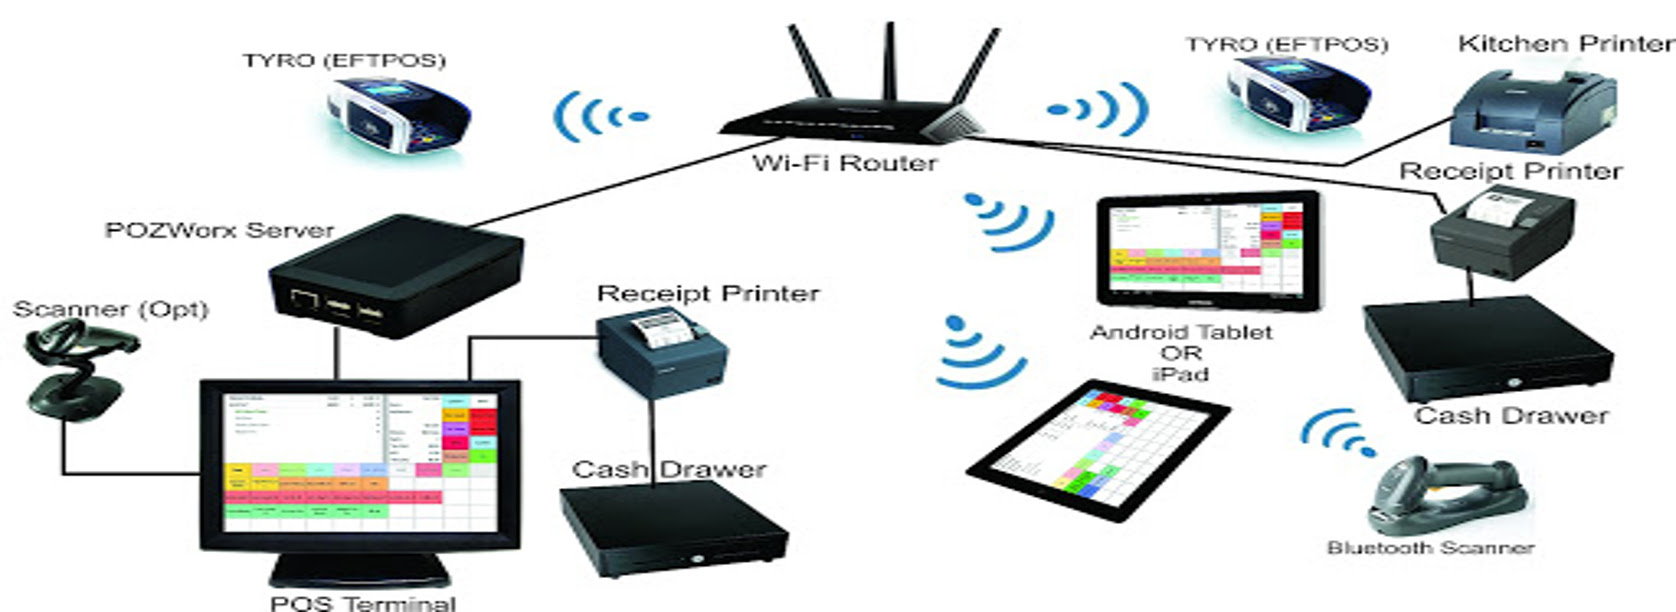 TYRO (EFTPOS)
TYRO (EFTPOS)
Kitchen Printer
Wi-Fi Router
Receipt Printer
POZWorx Server
Scanner (Opt)
Receipt Printer
Android Tablet
OR
iPad
Cash Drawer
Cash Drawer
Bluetooth Scanner
POS Terminal